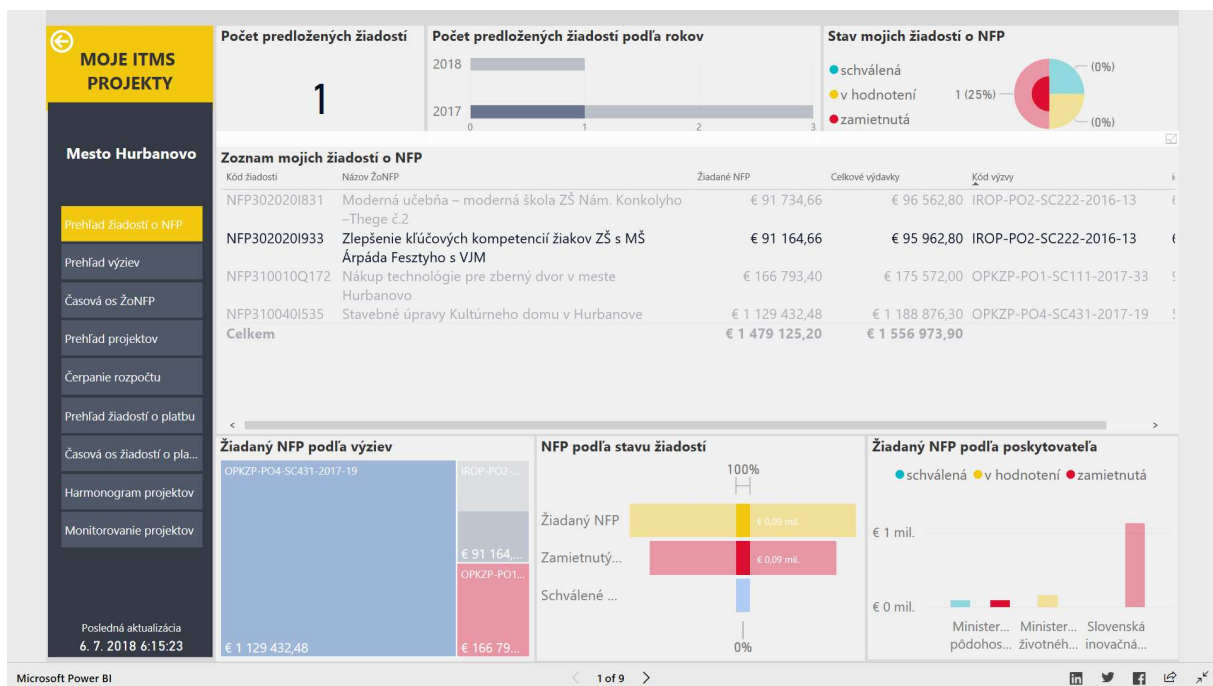 MOJE ITMS
PROJEKTY
Mesto Hurbanovo
Prehľad žiadostí o NFP
Prehľad výziev
Časová os ŽoNFP
Prehľad projektov
Čerpanie rozpočtu
Prehľad žiadostí o platbu
Časová os žiadostí o pla...
Harmonogram projektov
Monitorovanie projektov
Posledná aktualizácia
6. 7. 2018 6:15:23
Počet predložených žiadostí
1
Počet predložených žiadostí podľa rokov
2018
2017
0 1 2 3
Stav mojich žiadostí o NFP
schválená
v hodnotení
zamietnutá
1 (25%)
(0%)
(0%)
Zoznam mojich žiadostí o NFP
Kód žiadosti Názov ŽoNFP Žiadané NFP Celkové výdavky Kód výzvy
NFP302020I831 Moderná učebňa – moderná škola ZŠ Nám. Konkolyho € 91 734,66 € 96 562,80 IROP-PO2-SC222-2016-13
–Thege č.2
NFP302020I933 Zlepšenie kľúčových kompetencií žiakov ZŠ s MŠ € 91 164,66 € 95 962,80 IROP-PO2-SC222-2016-13
Árpáda Fesztyho s VJM
NFP310010Q172 Nákup technológie pre zberný dvor v meste € 166 793,40 € 175 572,00 OPKZP-PO1-SC111-2017-33
Hurbanovo
NFP310040I535 Stavebné úpravy Kultúrneho domu v Hurbanove € 1 129 432,48 € 1 188 876,30 OPKZP-PO4-SC431-2017-19
Celkem € 1 479 125,20 € 1 556 973,90
Žiadaný NFP podľa výziev
OPKZP-PO4-SC431-2017-19
€ 1 129 432,48
IROP-PO2-...
€ 91 164,...
OPKZP-PO1...
€ 166 79...
NFP podľa stavu žiadostí
100%
Žiadaný NFP € 0,09 mil.
Zamietnutý... € 0,09 mil.
Schválené ...
0%
Žiadaný NFP podľa poskytovateľa
schválená v hodnotení zamietnutá
€ 1 mil.
€ 0 mil.
Minister... Minister... Slovenská
pôdohos... životnéh... inovačná...
Microsoft Power BI
1 of 9